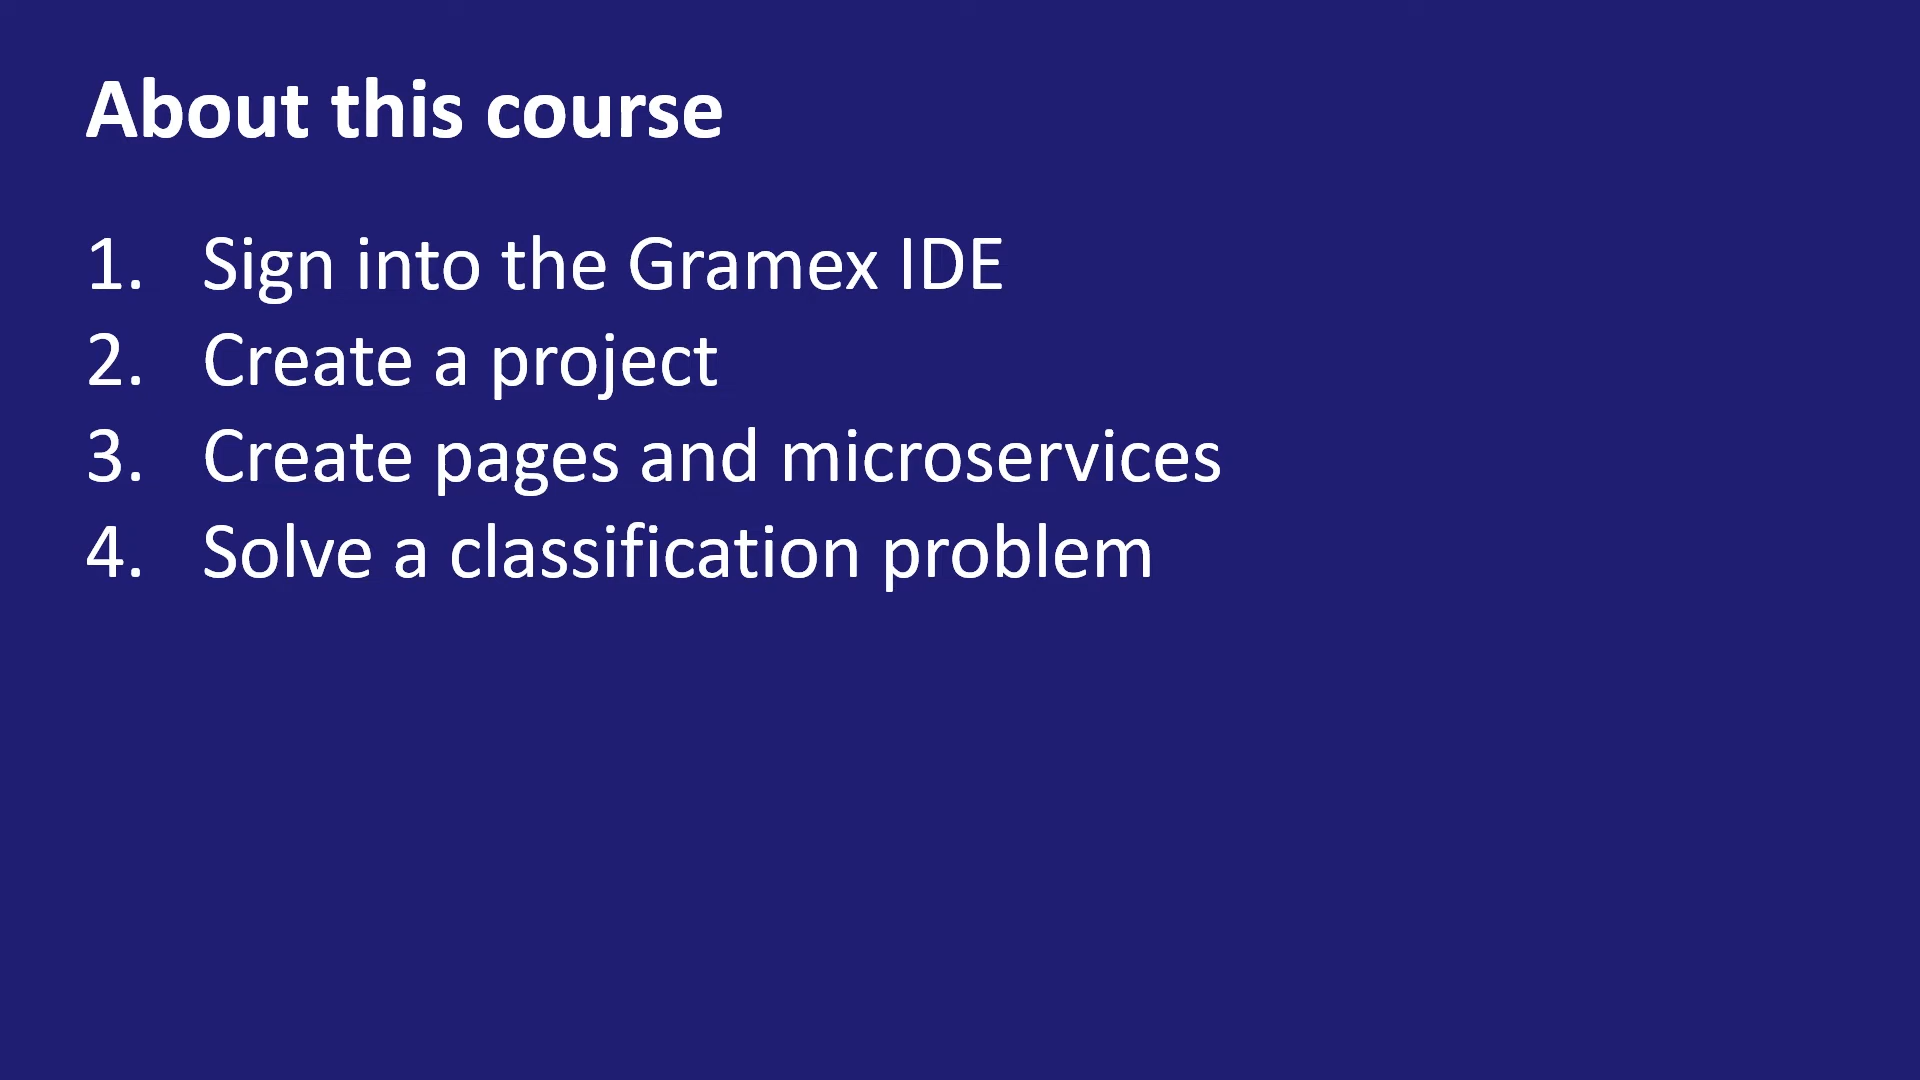 About this course
1. Sign into the Gramex IDE
2. Create a project
3. Create pages and microservices
4. Solve a classification problem